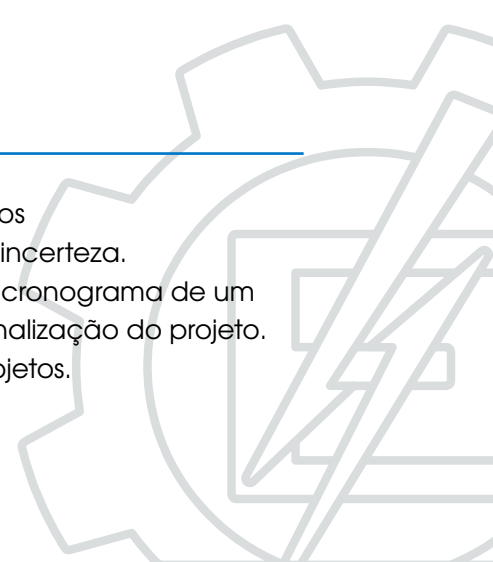 os
incerteza.
cronograma de um
nalização do projeto.
ojetos.